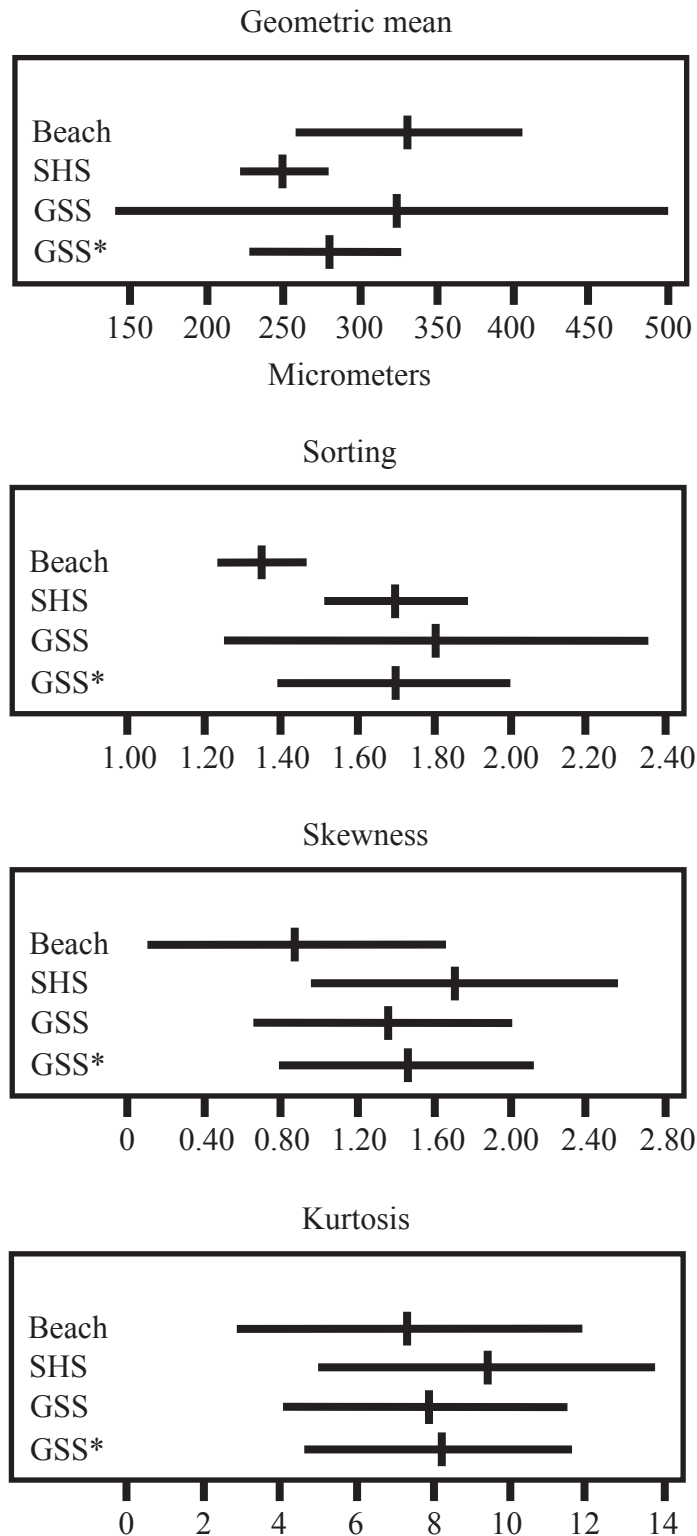 Geometric mean
Beach
SHS
GSS
GSS*
150 200 250 300 350 400 450 500
Micrometers
Sorting
Beach
SHS
GSS
GSS*
1.00 1.20 1.40 1.60 1.80 2.00 2.20 2.40
Skewness
Beach
SHS
GSS
GSS*
0 0.40 0.80 1.20 1.60 2.00 2.40 2.80
Kurtosis
Beach
SHS
GSS
GSS*
0 2 4 6 8 10 12 14